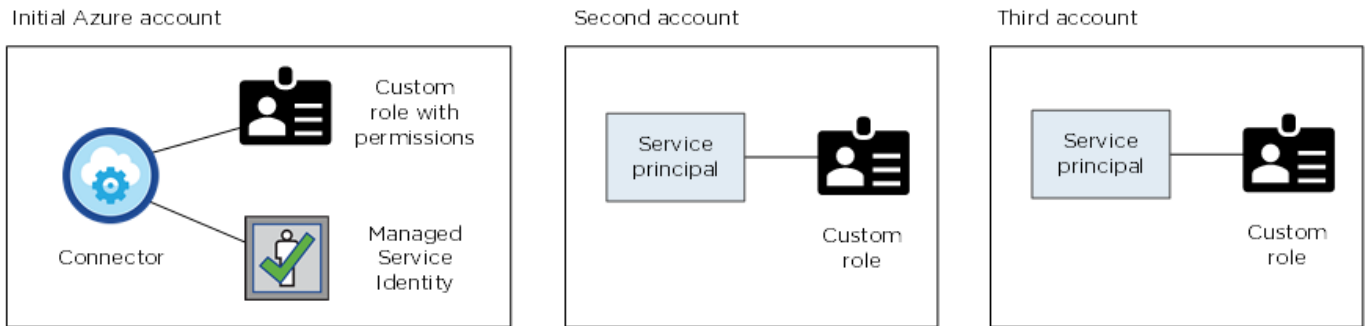 Initial Azure account
Custom
role with
permissions
Connector
Managed
Service
Identity
Second account
Service
principal
Custom
role
Third account
Service
principal
Custom
role